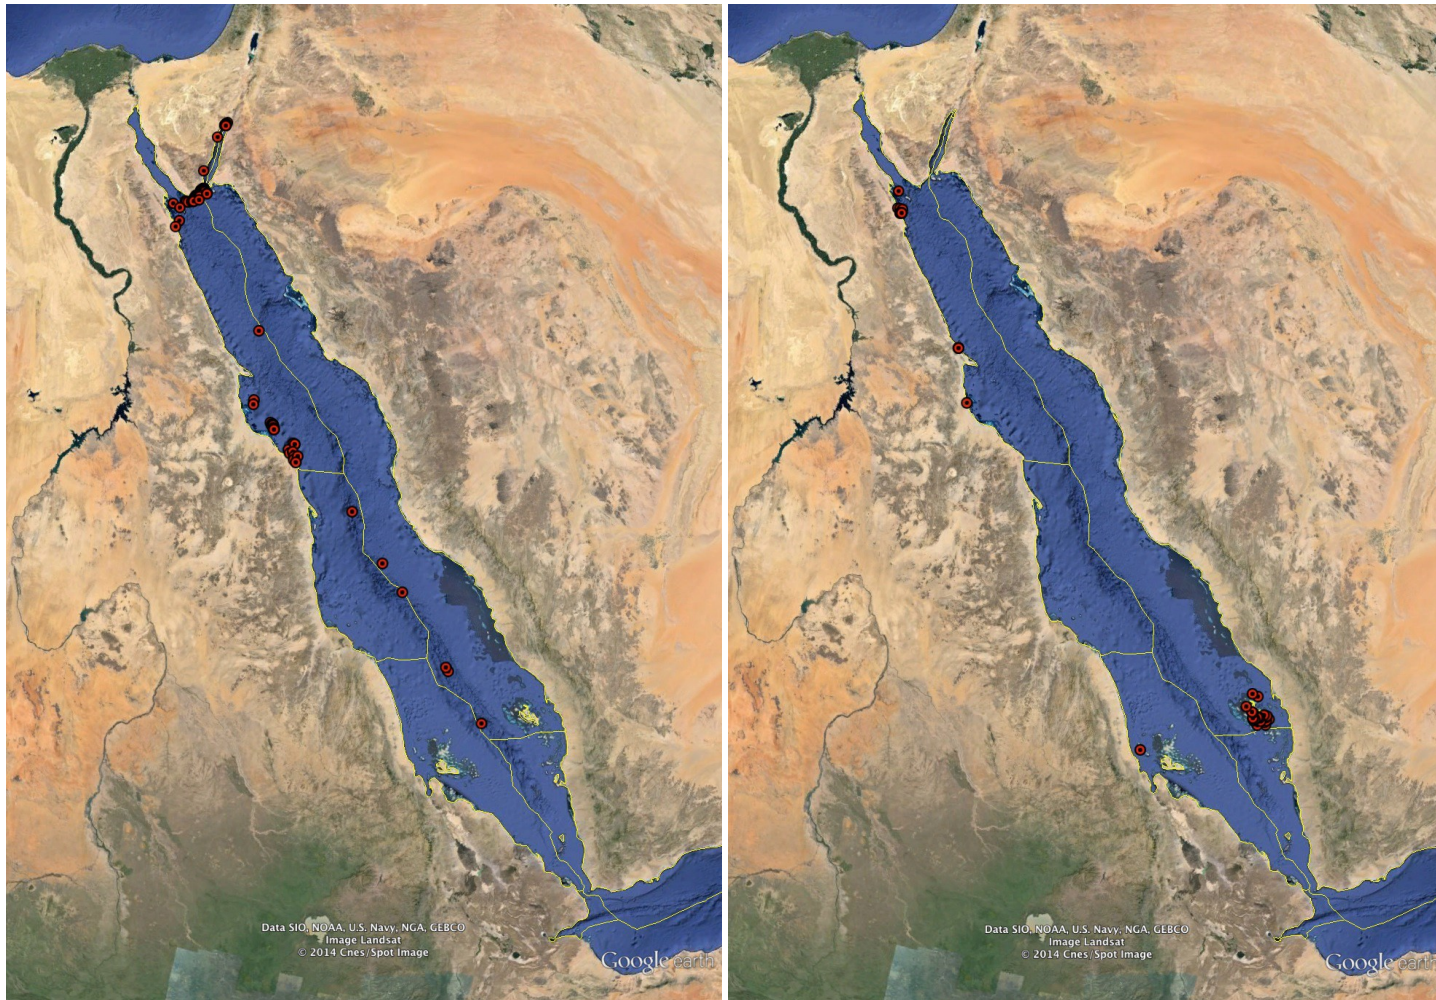 Data SIO, NOAA, U.S. Navy, NGA, GEBCO
Image Landsat
© 2014 Cnes/Spot Image
Google earth
Data SIO, NOAA, U.S. Navy, NGA, GEBCO
Image Landsat
© 2014 Cnes/Spot Image
Google earth